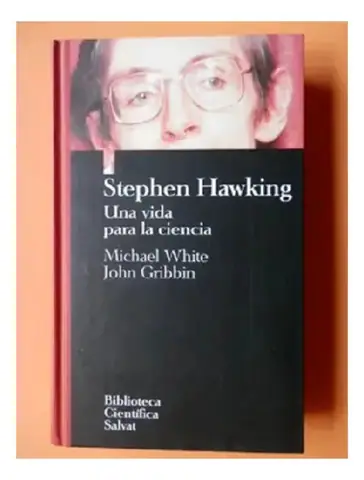 Stephen Hawking
Una vida
para la ciencia
Michael White
John Gribbin
Biblioteca
Científica
Salvat